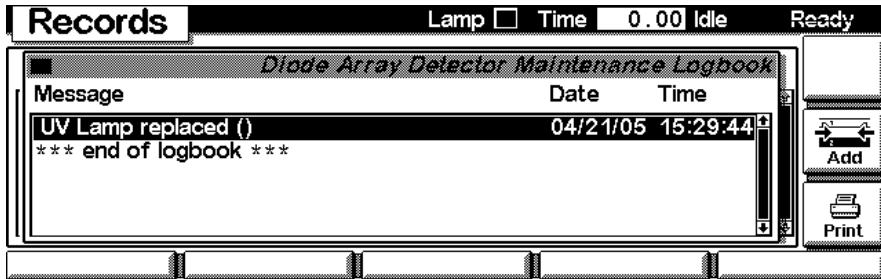 Records Lamp Time 0.00 Idle Ready
Diode Array Detector Maintenance Logbook
Message Date Time
UV Lamp replaced () 04/21/05 15:29:44
*** end of logbook ***
Add
Print